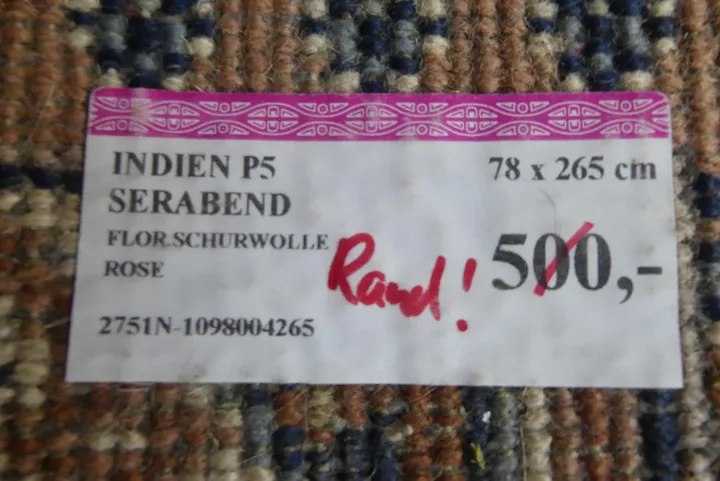 INDIEN P5 78 x 265 cm
SERABEND
FLOR.SCHURWOLLE
ROSE
Rand! 500,-
2751N-1098004265